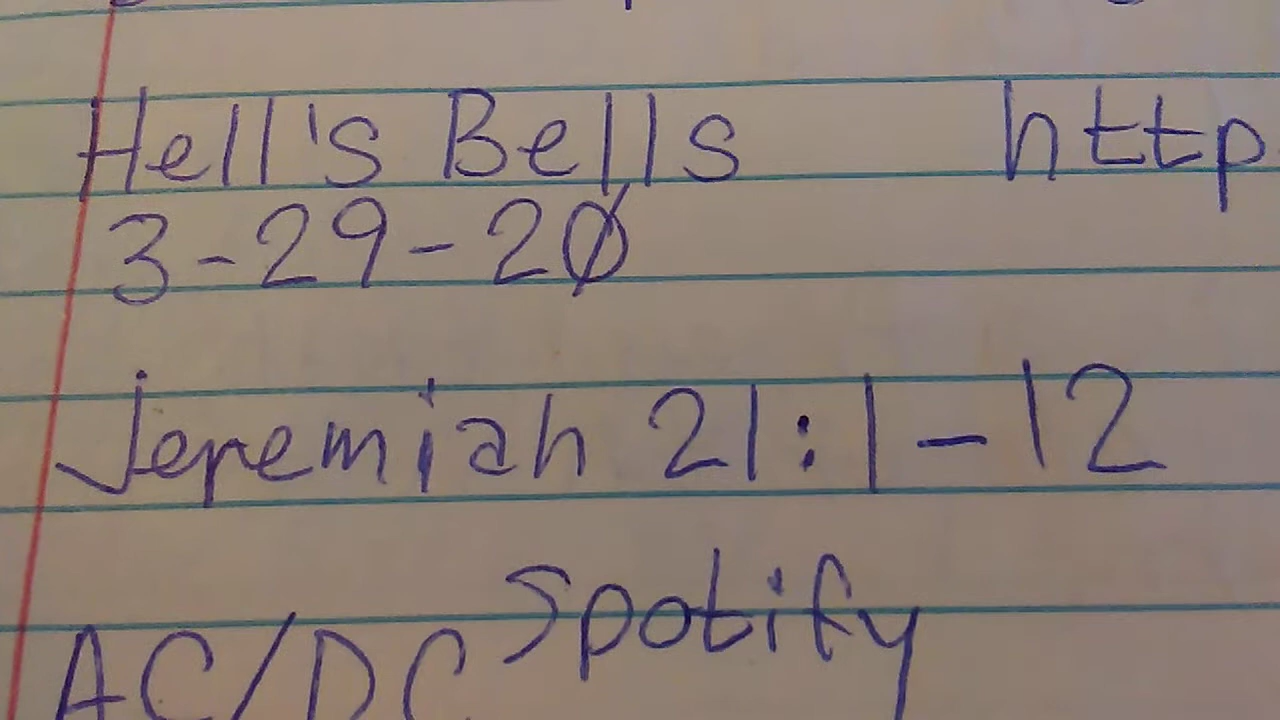 Hell's Bells http
3-29-20
Jeremiah 21:1-12
Spotify
AC/DC